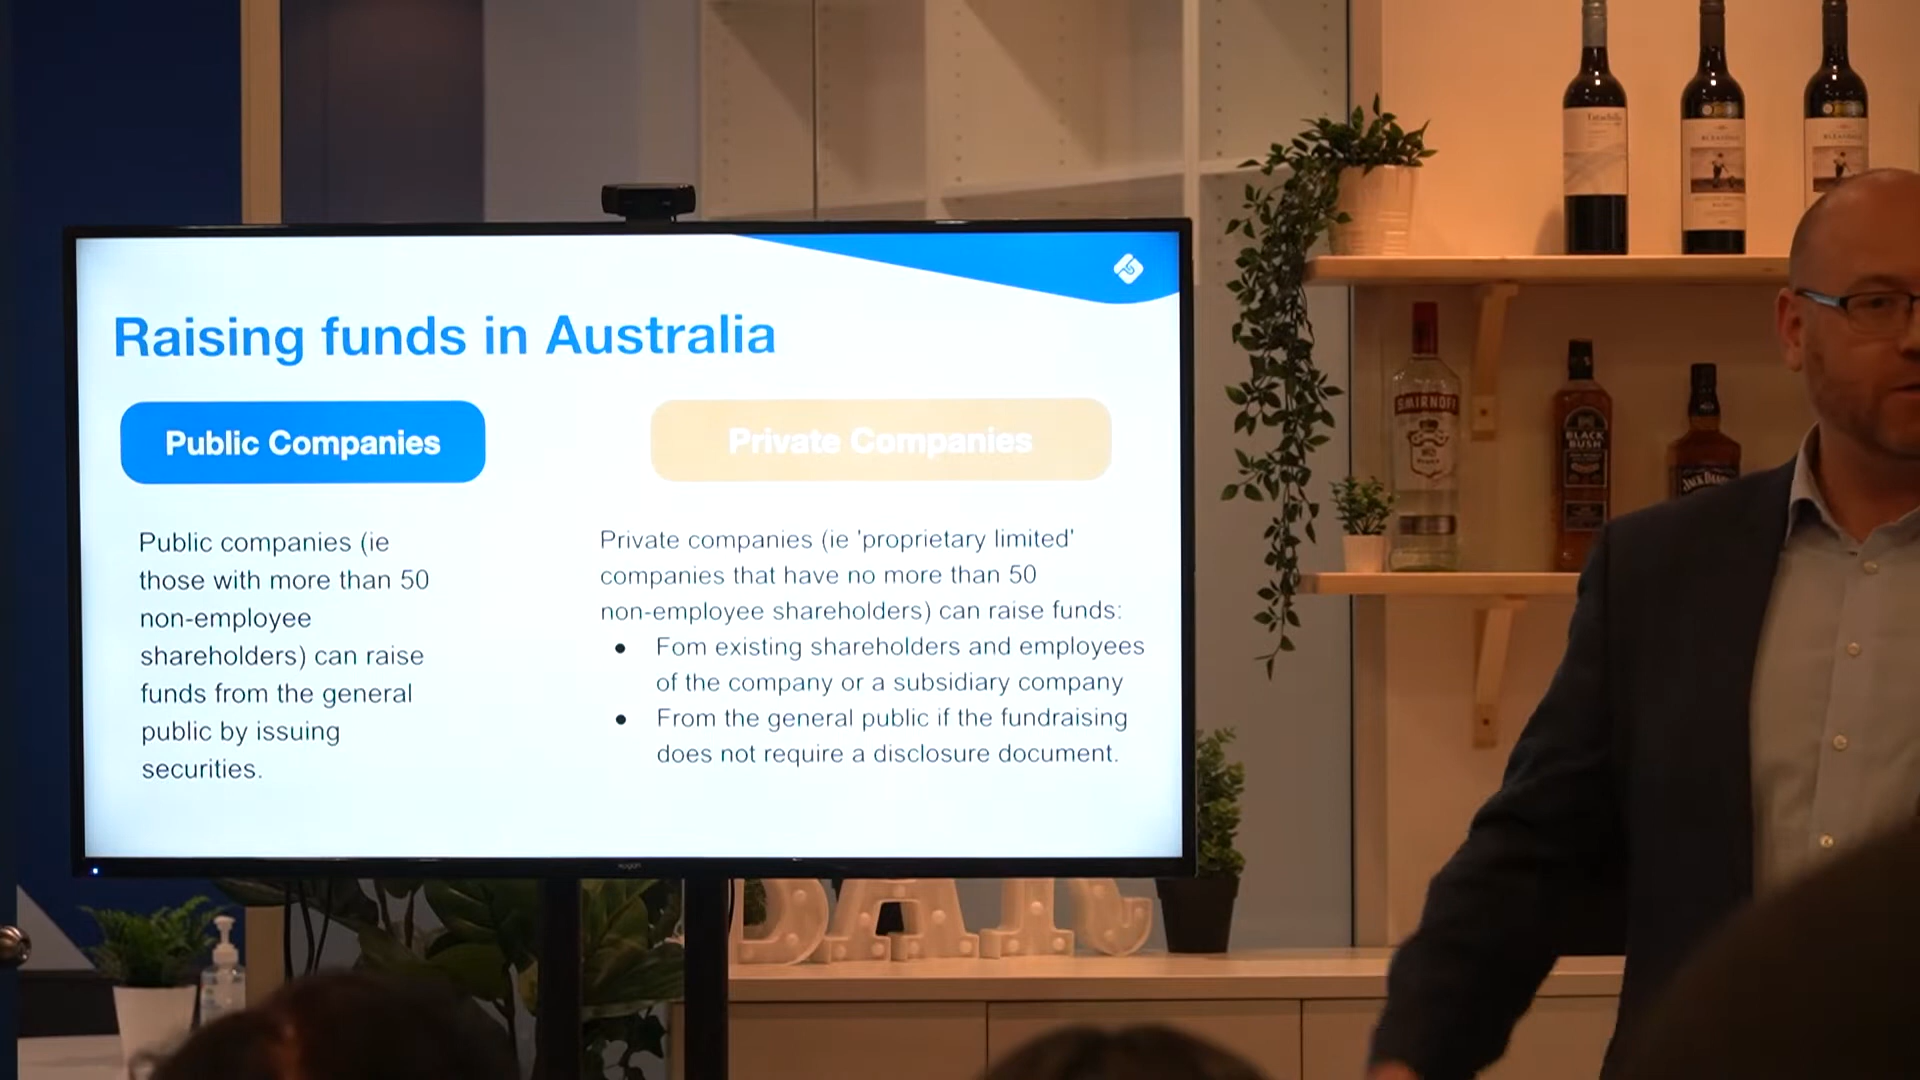 Raising funds in Australia
Public Companies
Public companies (ie
those with more than 50
non-employee
shareholders) can raise
funds from the general
public by issuing
securities.
Private Companies
Private companies (ie 'proprietary limited'
companies that have no more than 50
non-employee shareholders) can raise funds:
Fom existing shareholders and employees
of the company or a subsidiary company
From the general public if the fundraising
does not require a disclosure document.
SMIRNOFF
BLACK
BUSH